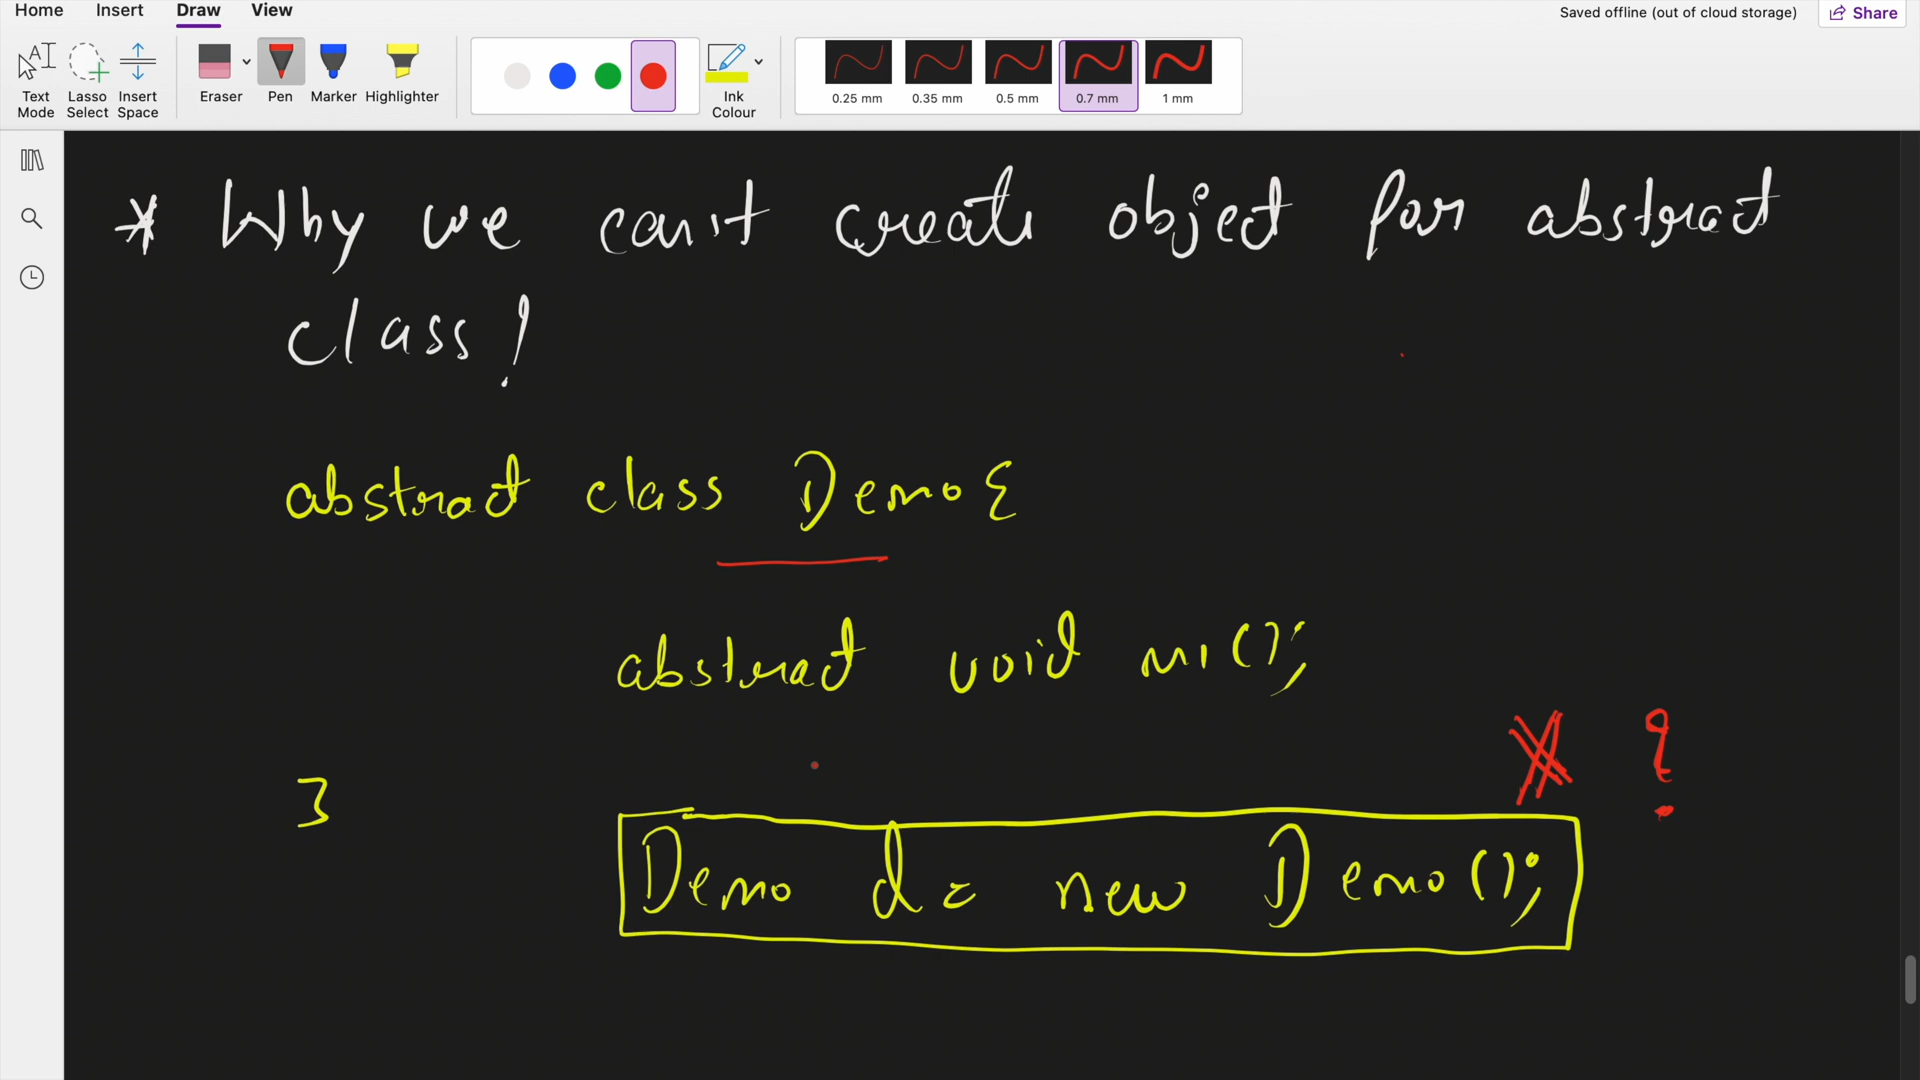 Home Insert Draw View
Saved offline (out of cloud storage) Share
Text Mode
Lasso Select
Insert Space
Eraser
Pen
Marker
Highlighter
Ink Colour
0.25 mm
0.35 mm
0.5 mm
0.7 mm
1 mm
* Why we can't create object for abstract
class?
abstract class Demo {
abstract void m1();
}
Demo d = new Demo();